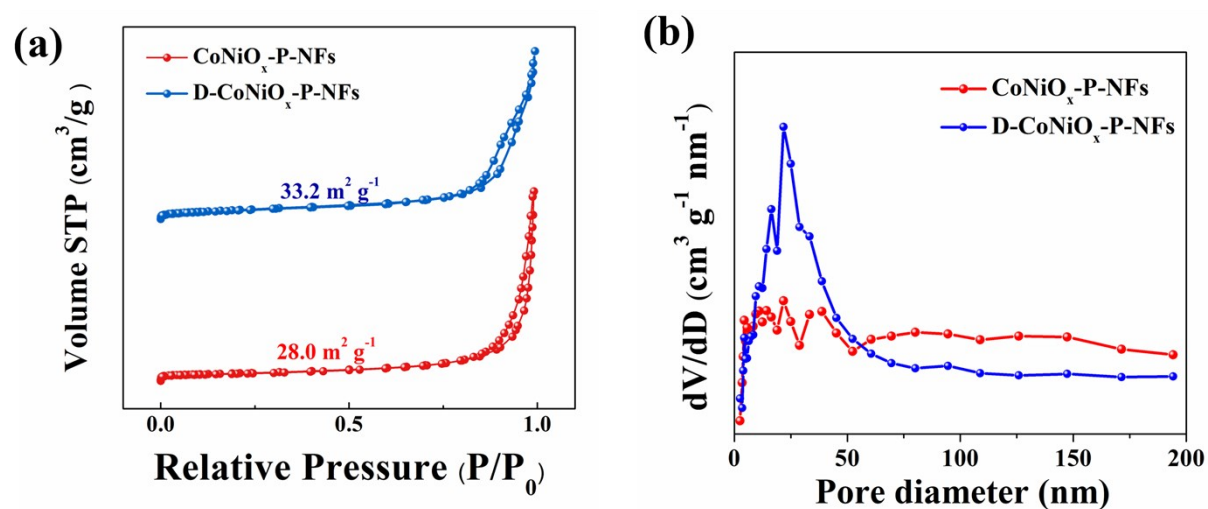 (a)
CoNiOₓ-P-NFs
D-CoNiOₓ-P-NFs
Volume STP (cm³/g)
33.2 m² g⁻¹
28.0 m² g⁻¹
0.0 0.5 1.0
Relative Pressure (P/P₀)
(b)
CoNiOₓ-P-NFs
D-CoNiOₓ-P-NFs
dV/dD (cm³ g⁻¹ nm⁻¹)
0 50 100 150 200
Pore diameter (nm)